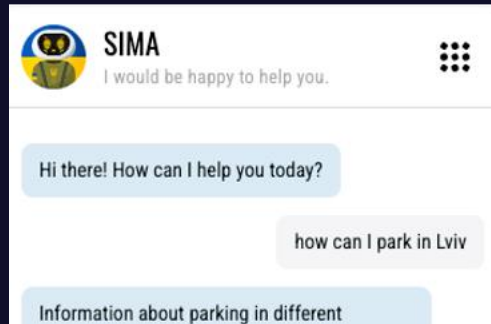 SIMA
I would be happy to help you.
Hi there! How can I help you today?
how can I park in Lviv
Information about parking in different